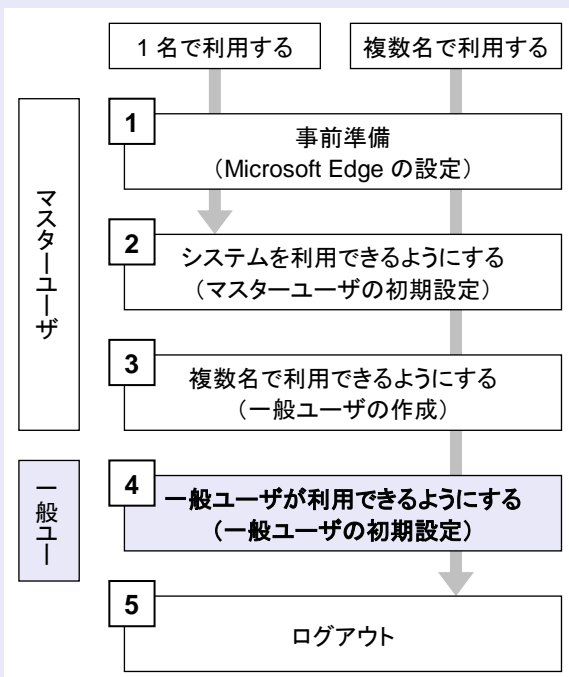 1 名で利用する
複数名で利用する
マスターユーザ
1
事前準備
（Microsoft Edge の設定）
2
システムを利用できるようにする
（マスターユーザの初期設定）
3
複数名で利用できるようにする
（一般ユーザの作成）
一般ユー
4
一般ユーザが利用できるようにする
（一般ユーザの初期設定）
5
ログアウト